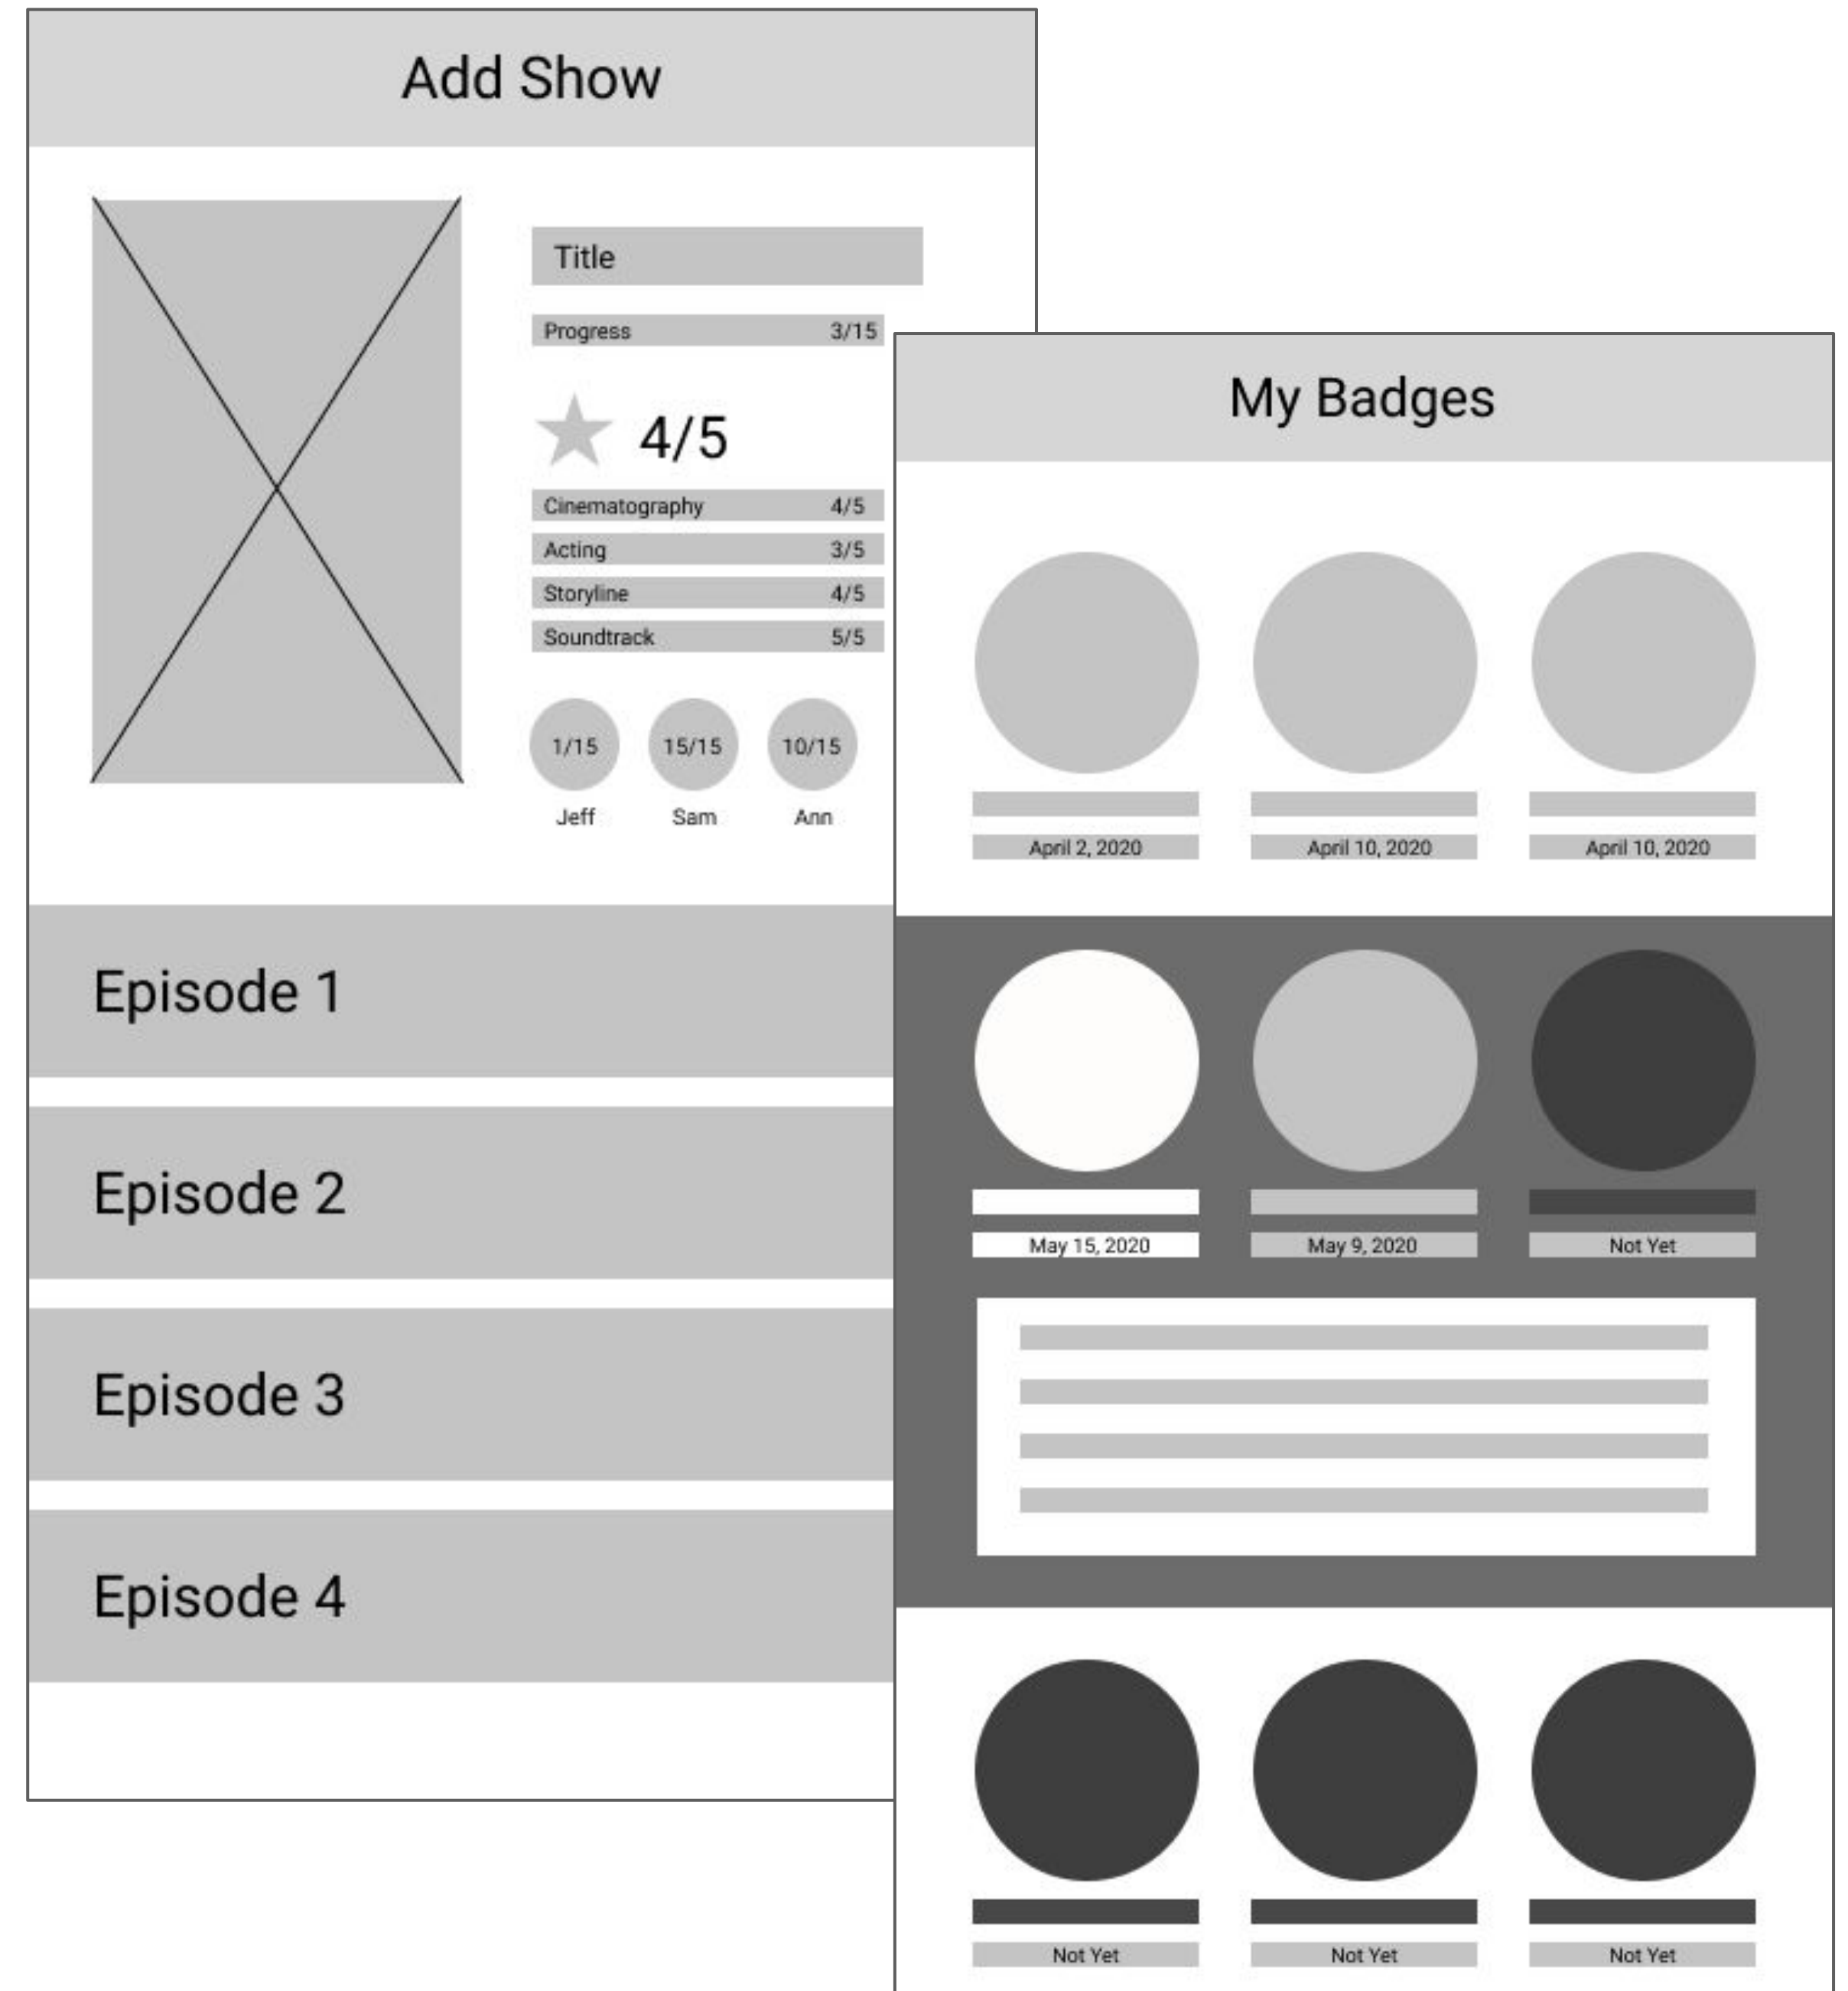 Add Show
Title
Progress 3/15
4/5
Cinematography 4/5
Acting 3/5
Storyline 4/5
Soundtrack 5/5
1/15 15/15 10/15
Jeff Sam Ann
Episode 1
Episode 2
Episode 3
Episode 4
My Badges
April 2, 2020 April 10, 2020 April 10, 2020
May 15, 2020 May 9, 2020 Not Yet
Not Yet Not Yet Not Yet